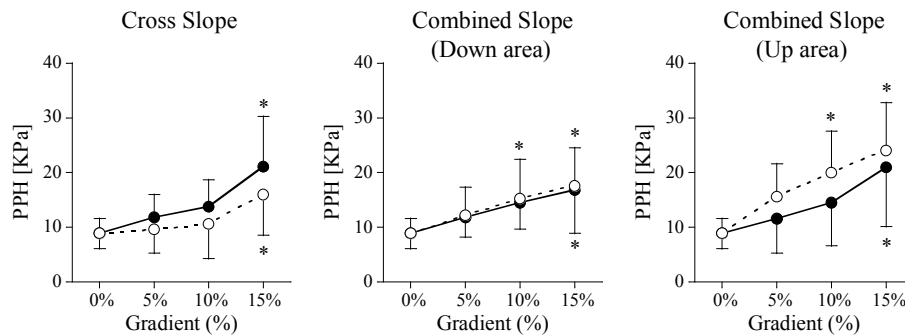 Cross Slope
PPH [KPa]
40
30
20
10
0
*
*
0% 5% 10% 15%
Gradient (%)
Combined Slope
(Down area)
PPH [KPa]
40
30
20
10
0
* *
*
0% 5% 10% 15%
Gradient (%)
Combined Slope
(Up area)
PPH [KPa]
40
30
20
10
0
* *
*
0% 5% 10% 15%
Gradient (%)